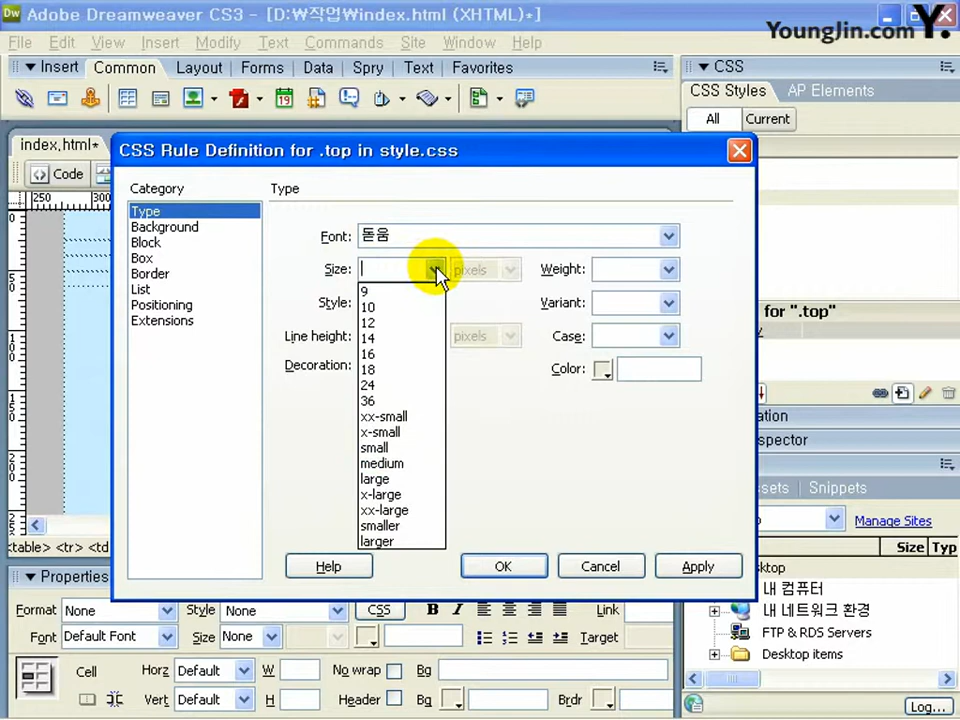 Adobe Dreamweaver CS3 - [D:₩작업₩index.html (XHTML)*]
YoungJin.com Y.
File Edit View Insert Modify Text Commands Site Window Help
Insert Common Layout Forms Data Spry Text Favorites
CSS
CSS Styles AP Elements
All Current
index.html*
Code
250 300
CSS Rule Definition for .top in style.css
Category
Type
Background
Block
Box
Border
List
Positioning
Extensions
Type
Font: 돋움
Size: pixels Weight:
9
10
12
14
16
18
24
36
xx-small
x-small
small
medium
large
x-large
xx-large
smaller
larger
Style: Variant:
Line height: pixels Case:
Decoration: Color:
Help OK Cancel Apply
for ".top"
Snippets
Manage Sites
Size Typ
내 컴퓨터
내 네트워크 환경
FTP & RDS Servers
Desktop items
Log...
<table> <tr> <td
Properties
Format None Style None CSS B I Link
Font Default Font Size None Target
Cell Horz Default W No wrap Bg
Vert Default H Header Bg Brdr